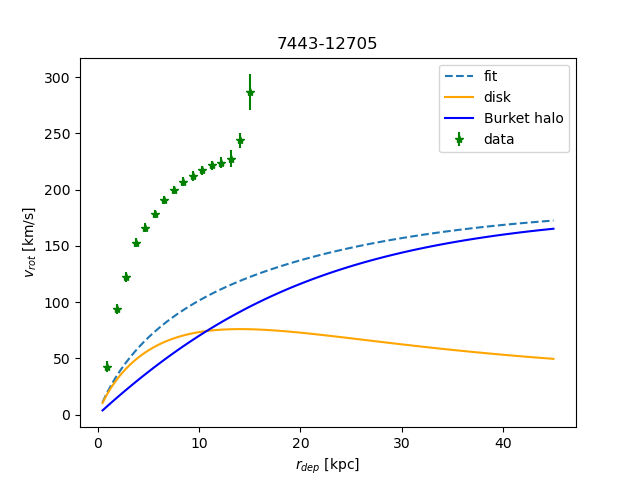 7443-12705
300
250
200
150
100
50
0
v_rot [km/s]
fit
disk
Burket halo
data
0 10 20 30 40
r_dep [kpc]